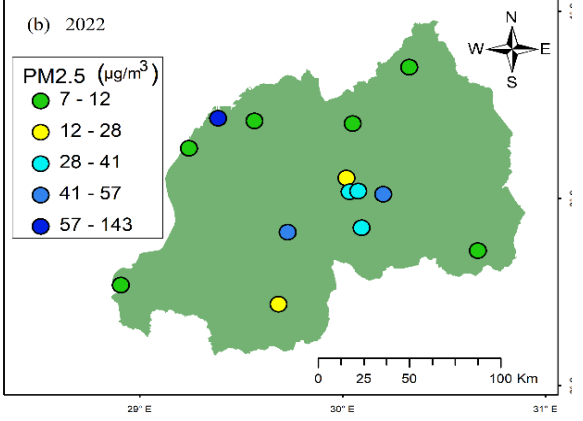 (b) 2022
N
W E
S
PM2.5 (µg/m³)
7 - 12
12 - 28
28 - 41
41 - 57
57 - 143
0 25 50 100 Km
29° E 30° E 31° E